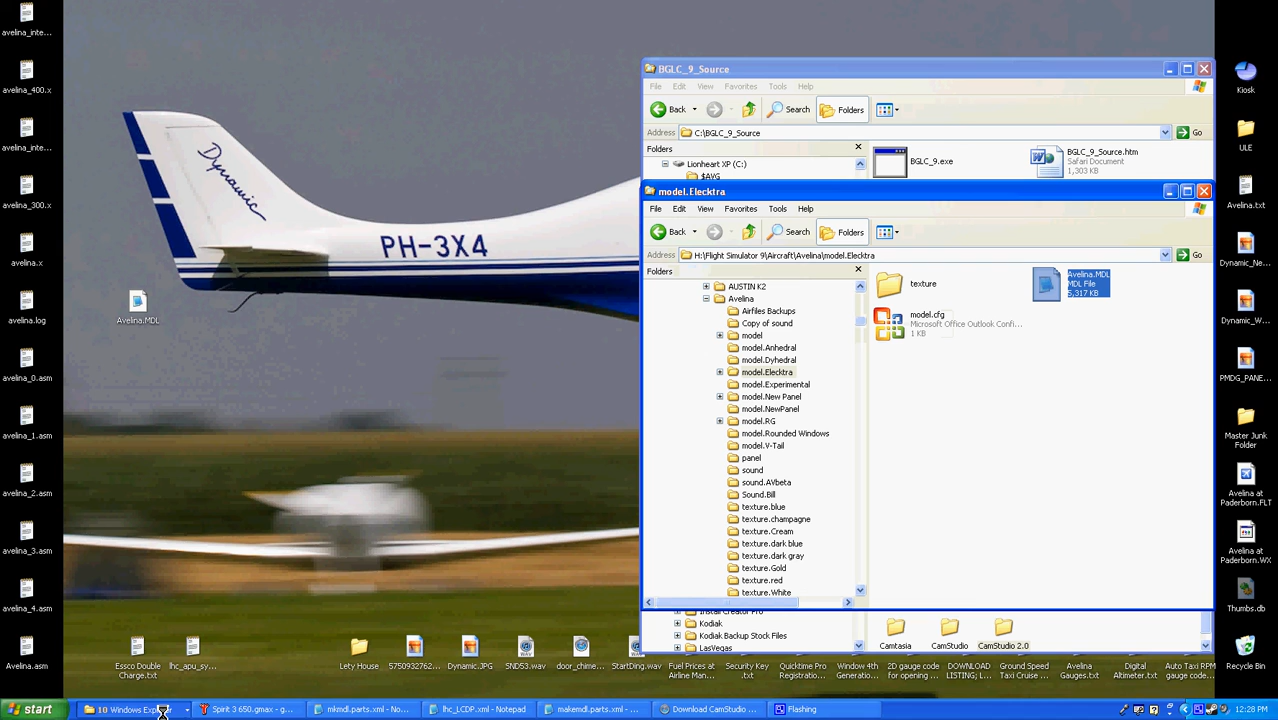 avelina_inte...
avelina_400.x
avelina_inte...
avelina_300.x
avelina.x
avelina.log
avelina_0.asm
avelina_1.asm
avelina_2.asm
avelina_3.asm
avelina_4.asm
Avelina.asm
Avelina.MDL
Dynamic
PH-3X4
Essco Double Charge.txt
lhc_apu_sy...
Lety House
5750932762...
Dynamic.JPG
SND53.wav
door_chime...
StartDing.wav
Fuel Prices at Airline Man...
Security Key .txt
Quicktime Pro Registratio...
Window 4th Generatio...
2D gauge code for opening ...
DOWNLOAD LISTING; L...
Ground Speed Taxi Cruise ...
Avelina Gauges.txt
Digital Altimeter.txt
Auto Taxi RPM gauge code...
Kiosk
ULE
Avelina.txt
Dynamic_Ne...
Dynamic_W...
PMDG_PANE...
Master Junk Folder
Avelina at Paderborn.FLT
Avelina at Paderborn.WX
Thumbs.db
Recycle Bin
BGLC_9_Source
File Edit View Favorites Tools Help
Back Search Folders
Address C:\BGLC_9_Source Go
Folders
Lionheart XP (C:)
$AVG
BGLC_9.exe
BGLC_9_Source.htm
Safari Document
1,303 KB
model.Elecktra
File Edit View Favorites Tools Help
Back Search Folders
Address H:\Flight Simulator 9\Aircraft\Avelina\model.Elecktra Go
Folders
AUSTIN K2
Avelina
Airfiles Backups
Copy of sound
model
model.Anhedral
model.Dyhedral
model.Elecktra
model.Experimental
model.New Panel
model.NewPanel
model.RG
model.Rounded Windows
model.V-Tail
panel
sound
sound.AVbeta
Sound.Bill
texture.blue
texture.champagne
texture.Cream
texture.dark blue
texture.dark gray
texture.Gold
texture.red
texture.White
texture
Avelina.MDL
MDL File
5,317 KB
model.cfg
Microsoft Office Outlook Confi...
1 KB
Install Creator Pro
Kodiak
Kodiak Backup Stock Files
LasVegas
Camtasia
CamStudio
CamStudio 2.0
start
10 Windows Explorer
Spirit 3 650.gmax - g...
mkmdl.parts.xml - No...
lhc_LCDP.xml - Notepad
makemdl.parts.xml - ...
Download CamStudio ...
Flashing
12:28 PM